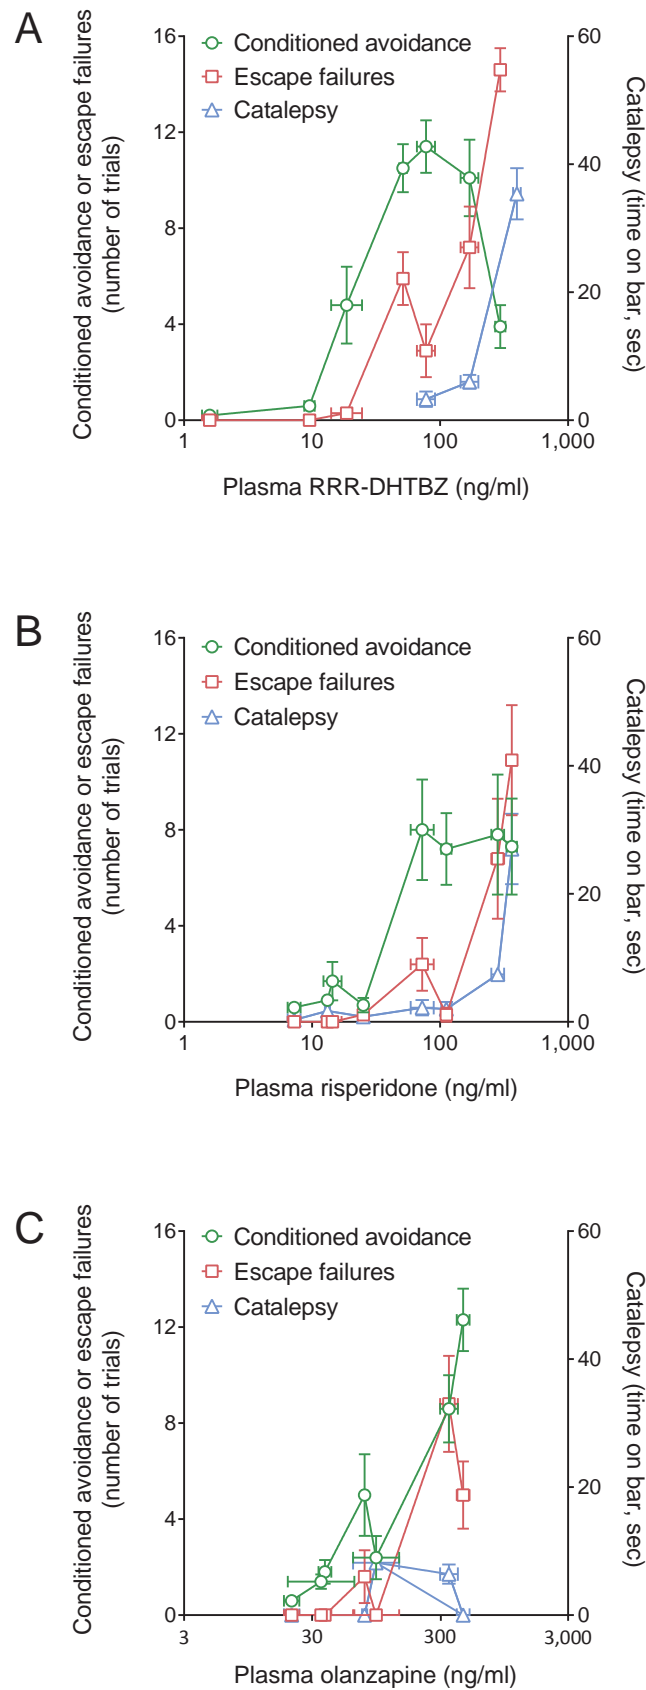 A
Conditioned avoidance or escape failures
(number of trials)
16
12
8
4
0
Conditioned avoidance
Escape failures
Catalepsy
60
40
20
0
Catalepsy (time on bar, sec)
1 10 100 1,000
Plasma RRR-DHTBZ (ng/ml)
B
Conditioned avoidance or escape failures
(number of trials)
16
12
8
4
0
Conditioned avoidance
Escape failures
Catalepsy
60
40
20
0
Catalepsy (time on bar, sec)
1 10 100 1,000
Plasma risperidone (ng/ml)
C
Conditioned avoidance or escape failures
(number of trials)
16
12
8
4
0
Conditioned avoidance
Escape failures
Catalepsy
60
40
20
0
Catalepsy (time on bar, sec)
3 30 300 3,000
Plasma olanzapine (ng/ml)